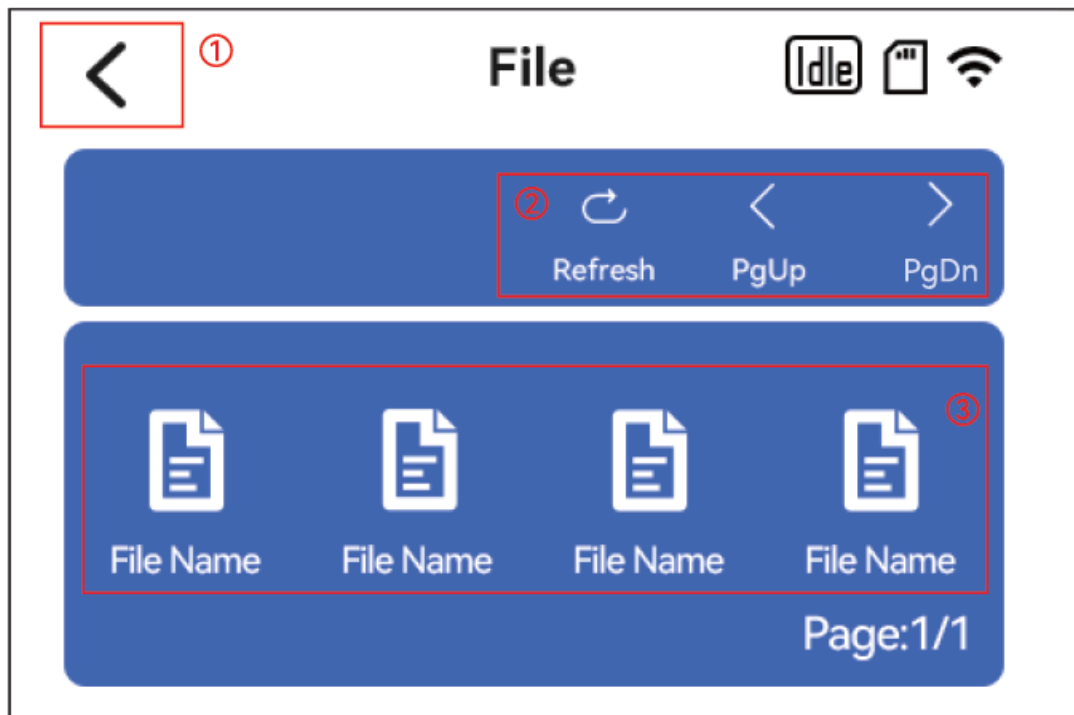 ① File Idle
②
Refresh PgUp PgDn
③
File Name File Name File Name File Name
Page:1/1